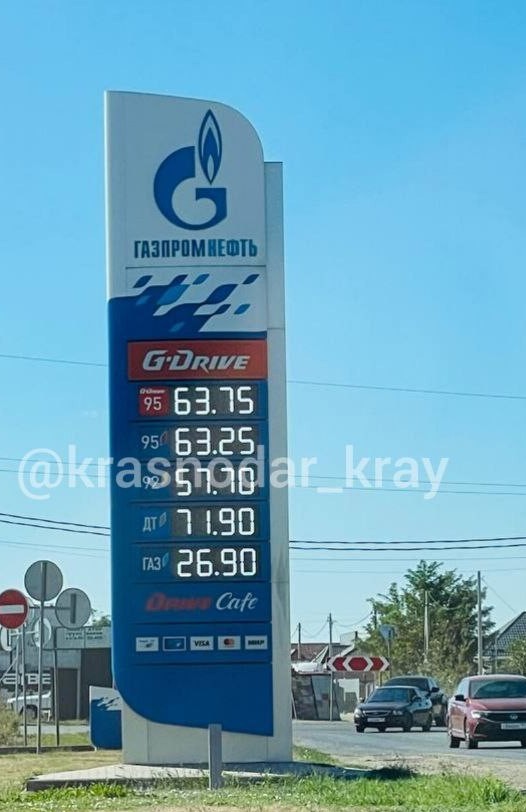 ГАЗПРОМНЕФТЬ
G-DRIVE
G-Drive
95 63.75
95 63.25
@krasnodar_kray
92 57.70
ДТ 71.90
ГАЗ 26.90
DRIVE Cafe
VISA МИР